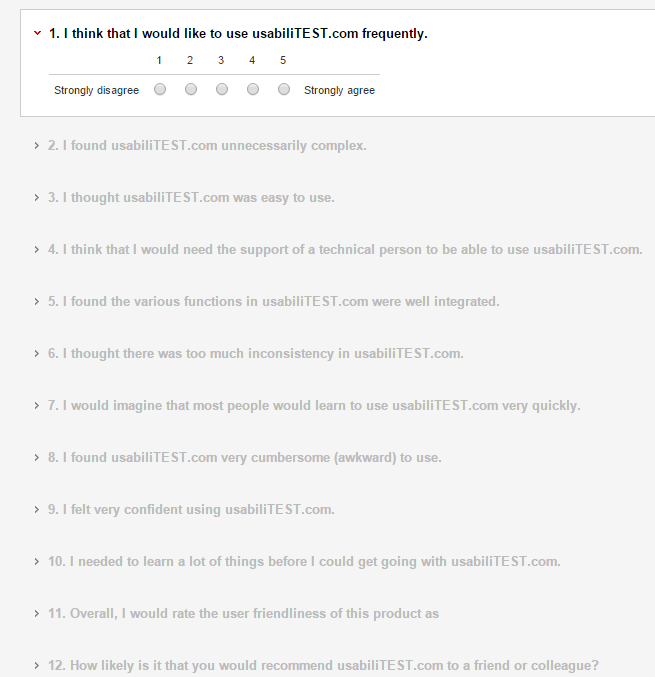 1. I think that I would like to use usabiliTEST.com frequently.
1 2 3 4 5
Strongly disagree Strongly agree
2. I found usabiliTEST.com unnecessarily complex.
3. I thought usabiliTEST.com was easy to use.
4. I think that I would need the support of a technical person to be able to use usabiliTEST.com.
5. I found the various functions in usabiliTEST.com were well integrated.
6. I thought there was too much inconsistency in usabiliTEST.com.
7. I would imagine that most people would learn to use usabiliTEST.com very quickly.
8. I found usabiliTEST.com very cumbersome (awkward) to use.
9. I felt very confident using usabiliTEST.com.
10. I needed to learn a lot of things before I could get going with usabiliTEST.com.
11. Overall, I would rate the user friendliness of this product as
12. How likely is it that you would recommend usabiliTEST.com to a friend or colleague?